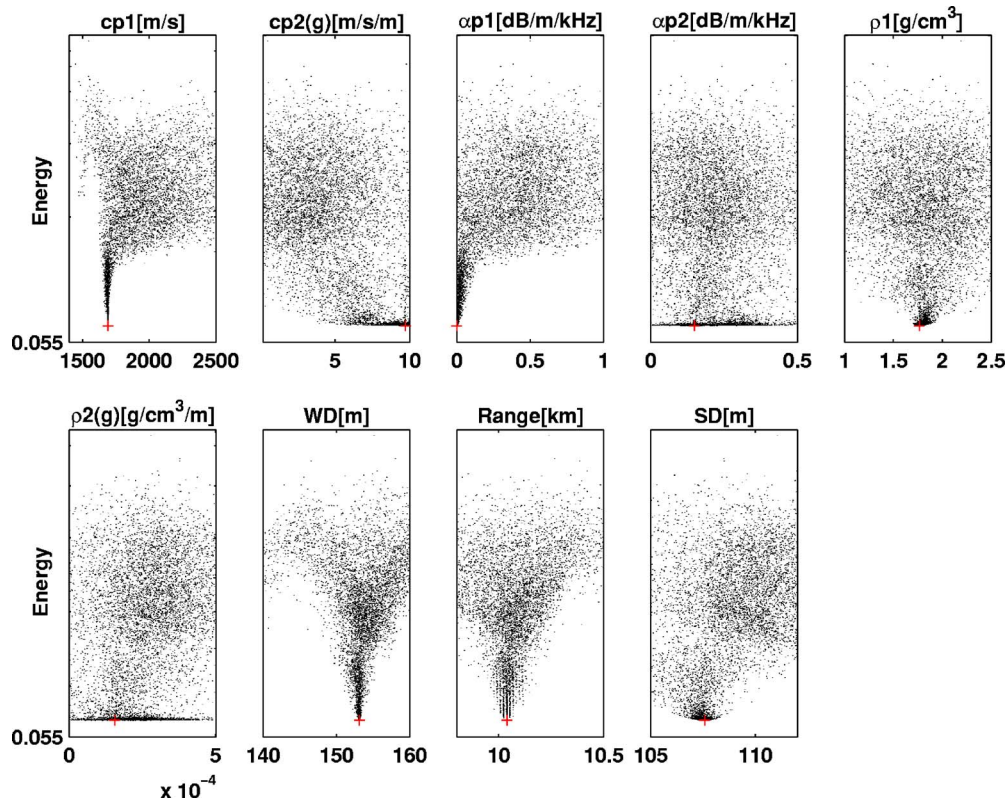 cp1[m/s] cp2(g)[m/s/m] αp1[dB/m/kHz] αp2[dB/m/kHz] ρ1[g/cm³]
Energy
0.055
1500 2000 2500 5 10 0 0.5 1 0 0.5 1 1.5 2 2.5
ρ2(g)[g/cm³/m] WD[m] Range[km] SD[m]
Energy
0.055
0 5 140 150 160 10 10.5 105 110
x 10⁻⁴